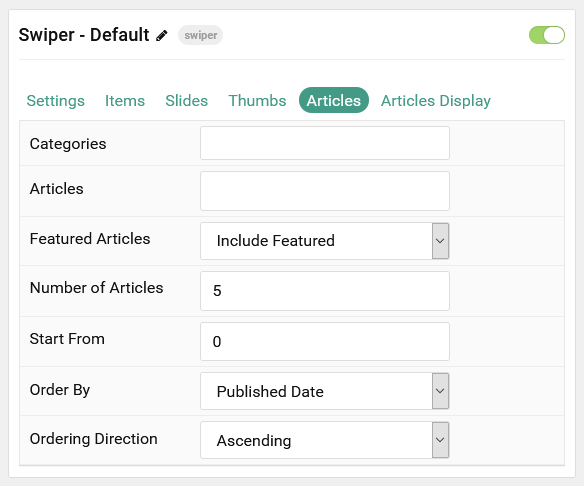 Swiper - Default swiper
Settings Items Slides Thumbs Articles Articles Display
Categories
Articles
Featured Articles Include Featured
Number of Articles 5
Start From 0
Order By Published Date
Ordering Direction Ascending